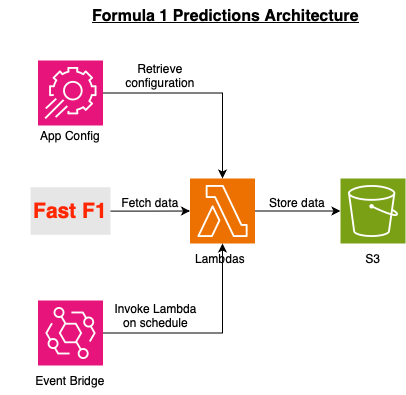 Formula 1 Predictions Architecture
Retrieve
configuration
App Config
Fast F1
Fetch data
Store data
Lambdas
S3
Invoke Lambda
on schedule
Event Bridge